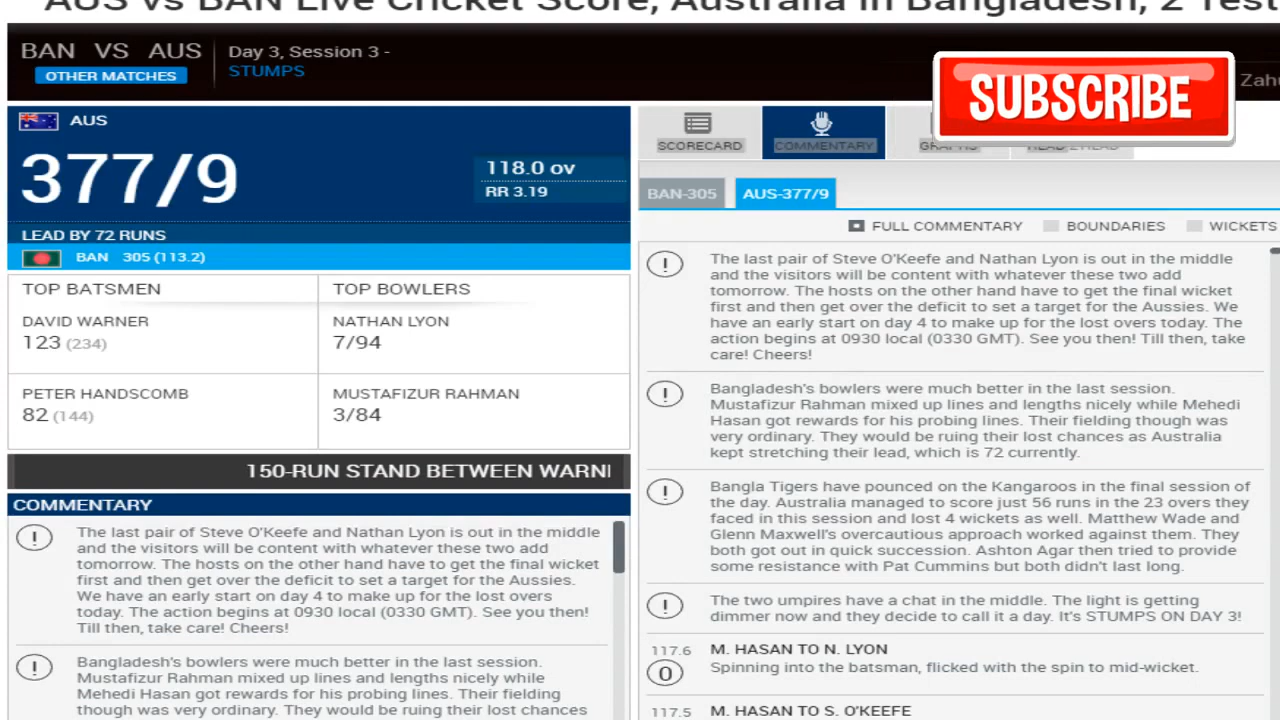 AUS vs BAN Live Cricket Score, Australia in Bangladesh, 2 Test
BAN VS AUS
OTHER MATCHES
Day 3, Session 3 -
STUMPS
SUBSCRIBE
AUS
377/9
118.0 ov
RR 3.19
LEAD BY 72 RUNS
BAN 305 (113.2)
TOP BATSMEN
TOP BOWLERS
DAVID WARNER
123 (234)
NATHAN LYON
7/94
PETER HANDSCOMB
82 (144)
MUSTAFIZUR RAHMAN
3/84
150-RUN STAND BETWEEN WARNI
COMMENTARY
The last pair of Steve O'Keefe and Nathan Lyon is out in the middle
and the visitors will be content with whatever these two add
tomorrow. The hosts on the other hand have to get the final wicket
first and then get over the deficit to set a target for the Aussies.
We have an early start on day 4 to make up for the lost overs
today. The action begins at 0930 local (0330 GMT). See you then!
Till then, take care! Cheers!
Bangladesh's bowlers were much better in the last session.
Mustafizur Rahman mixed up lines and lengths nicely while
Mehedi Hasan got rewards for his probing lines. Their fielding
though was very ordinary. They would be ruing their lost chances
SCORECARD
COMMENTARY
GRAPHS
BAN-305
AUS-377/9
FULL COMMENTARY
BOUNDARIES
WICKETS
The last pair of Steve O'Keefe and Nathan Lyon is out in the middle
and the visitors will be content with whatever these two add
tomorrow. The hosts on the other hand have to get the final wicket
first and then get over the deficit to set a target for the Aussies. We
have an early start on day 4 to make up for the lost overs today. The
action begins at 0930 local (0330 GMT). See you then! Till then, take
care! Cheers!
Bangladesh's bowlers were much better in the last session.
Mustafizur Rahman mixed up lines and lengths nicely while Mehedi
Hasan got rewards for his probing lines. Their fielding though was
very ordinary. They would be ruing their lost chances as Australia
kept stretching their lead, which is 72 currently.
Bangla Tigers have pounced on the Kangaroos in the final session of
the day. Australia managed to score just 56 runs in the 23 overs they
faced in this session and lost 4 wickets as well. Matthew Wade and
Glenn Maxwell's overcautious approach worked against them. They
both got out in quick succession. Ashton Agar then tried to provide
some resistance with Pat Cummins but both didn't last long.
The two umpires have a chat in the middle. The light is getting
dimmer now and they decide to call it a day. It's STUMPS ON DAY 3!
117.6 M. HASAN TO N. LYON
0 Spinning into the batsman, flicked with the spin to mid-wicket.
117.5 M. HASAN TO S. O'KEEFE